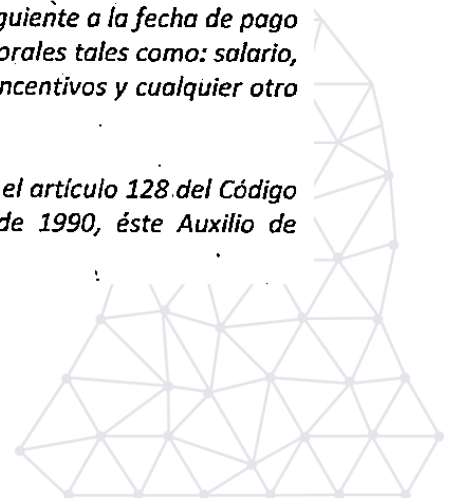 guiente a la fecha de pago
orales tales como: salario,
ncentivos y cualquier otro
el artículo 128 del Código
de 1990, éste Auxilio de